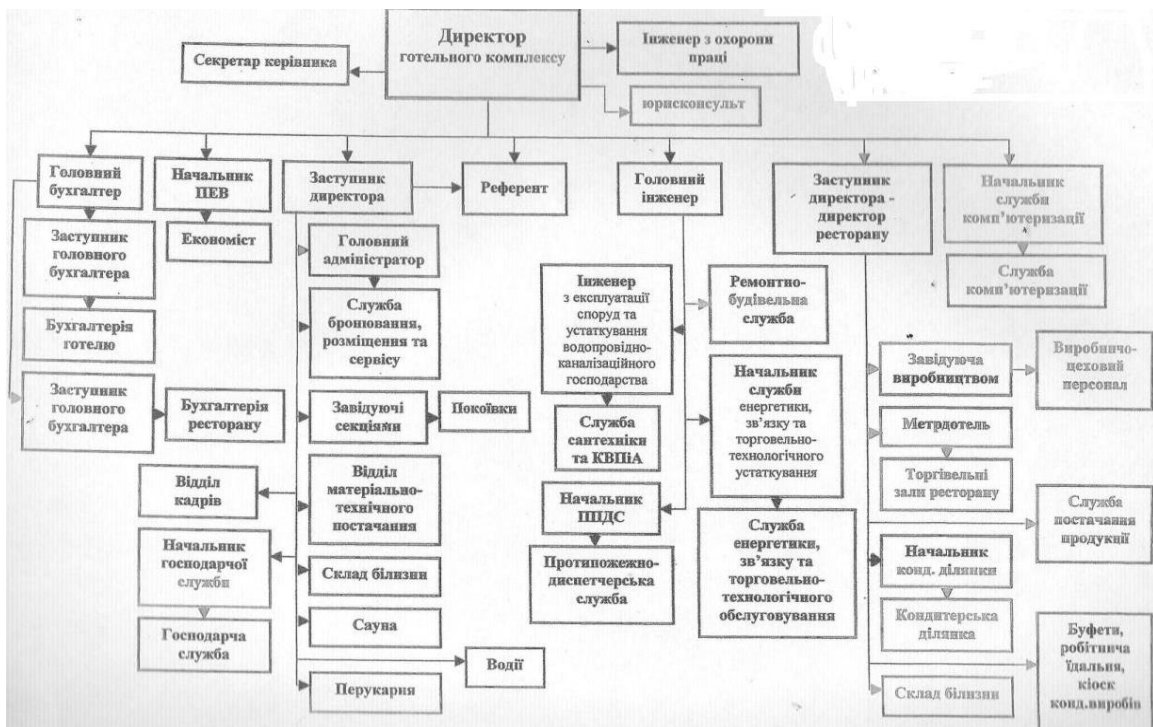 Директор
готельного комплексу
Інженер з охорони
праці
Секретар керівника
юрисконсульт
Головний
бухгалтер
Начальник
ПЕВ
Заступник
директора
Референт
Головний
інженер
Заступник
директора -
директор
ресторану
Начальник
служби
комп’ютеризації
Заступник
головного
бухгалтера
Економіст
Головний
адміністратор
Служба
комп’ютеризації
Інженер
з експлуатації
споруд та
устаткування
водопровідно-
каналізаційного
господарства
Ремонтно-
будівельна
служба
Служба
бронювання,
розміщення та
сервісу
Бухгалтерія
готелю
Завідуюча
виробництвом
Виробничо-
цеховий
персонал
Начальник
служби
енергетики,
зв’язку та
торговельно-
технологічного
устаткування
Заступник
головного
бухгалтера
Бухгалтерія
ресторану
Завідуючі
секціями
Покоївки
Служба
сантехніки
та КВПіА
Метрдотель
Торгівельні
зали ресторану
Відділ
кадрів
Відділ
матеріально-
технічного
постачання
Начальник
ППДС
Служба
постачання
продукції
Служба
енергетики,
зв’язку та
торговельно-
технологічного
обслуговування
Начальник
господарчої
служби
Склад білизни
Протипожежно-
диспетчерська
служба
Начальник
конд. ділянки
Кондитерська
ділянка
Господарча
служба
Сауна
Водії
Буфети,
робітнича
їдальня,
кіоск
конд.виробів
Перукарня
Склад білизни